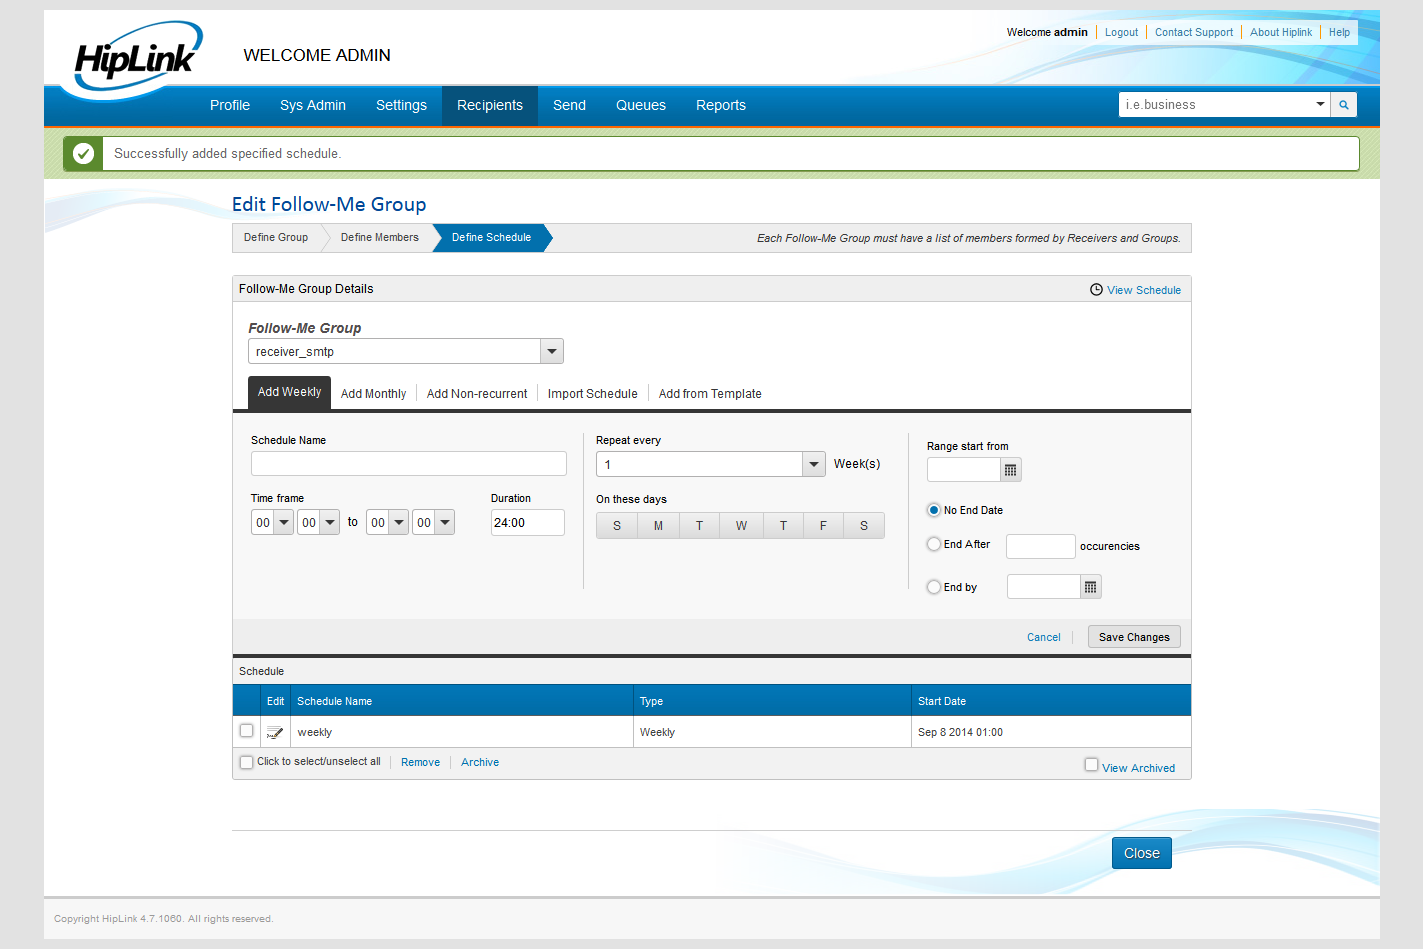 HipLink
WELCOME ADMIN
Welcome admin Logout Contact Support About Hiplink Help
Profile Sys Admin Settings Recipients Send Queues Reports i.e.business
Successfully added specified schedule.
Edit Follow-Me Group
Define Group Define Members Define Schedule Each Follow-Me Group must have a list of members formed by Receivers and Groups.
Follow-Me Group Details View Schedule
Follow-Me Group
receiver_smtp
Add Weekly Add Monthly Add Non-recurrent Import Schedule Add from Template
Schedule Name Repeat every Range start from
1 Week(s)
Time frame Duration On these days
00 00 to 00 00 24:00 S M T W T F S
No End Date
End After occurencies
End by
Cancel Save Changes
Schedule
Edit Schedule Name Type Start Date
weekly Weekly Sep 8 2014 01:00
Click to select/unselect all Remove Archive View Archived
Close
Copyright HipLink 4.7.1060. All rights reserved.